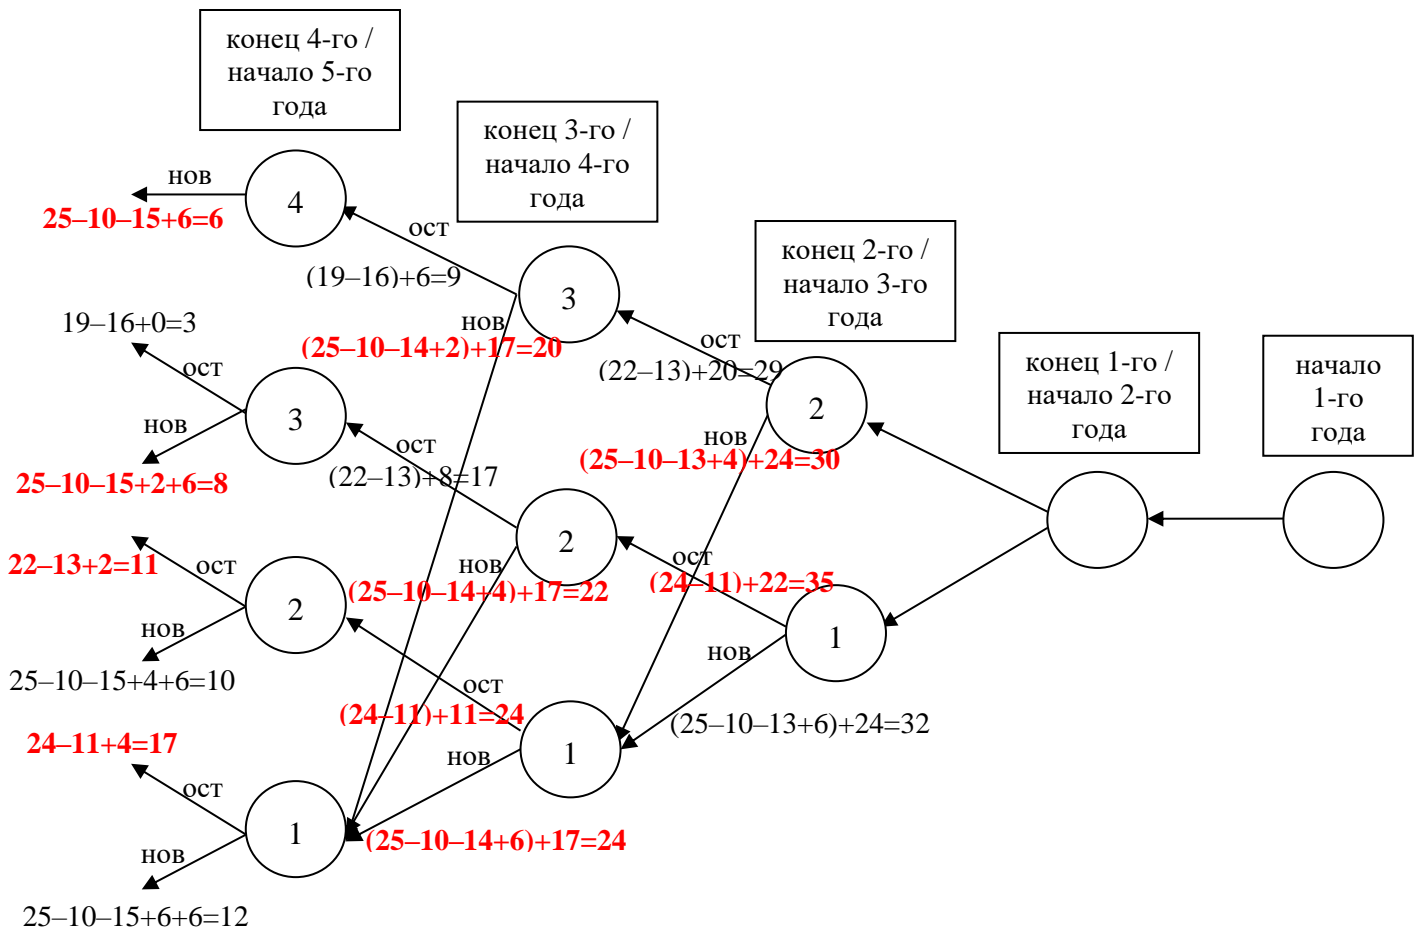 конец 4-го /
начало 5-го
года
конец 3-го /
начало 4-го
года
конец 2-го /
начало 3-го
года
конец 1-го /
начало 2-го
года
начало
1-го
года
нов
25–10–15+6=6
4
ост
(19–16)+6=9
3
нов
(25–10–14+2)+17=20
ост
(22–13)+20=29
2
нов
(25–10–13+4)+24=30
19–16+0=3
ост
нов
25–10–15+2+6=8
3
ост
(22–13)+8=17
2
нов
(25–10–14+4)+17=22
ост
(24–11)+22=35
1
нов
(25–10–13+6)+24=32
22–13+2=11
ост
нов
25–10–15+4+6=10
2
ост
(24–11)+11=24
1
нов
(25–10–14+6)+17=24
24–11+4=17
ост
нов
25–10–15+6+6=12
1